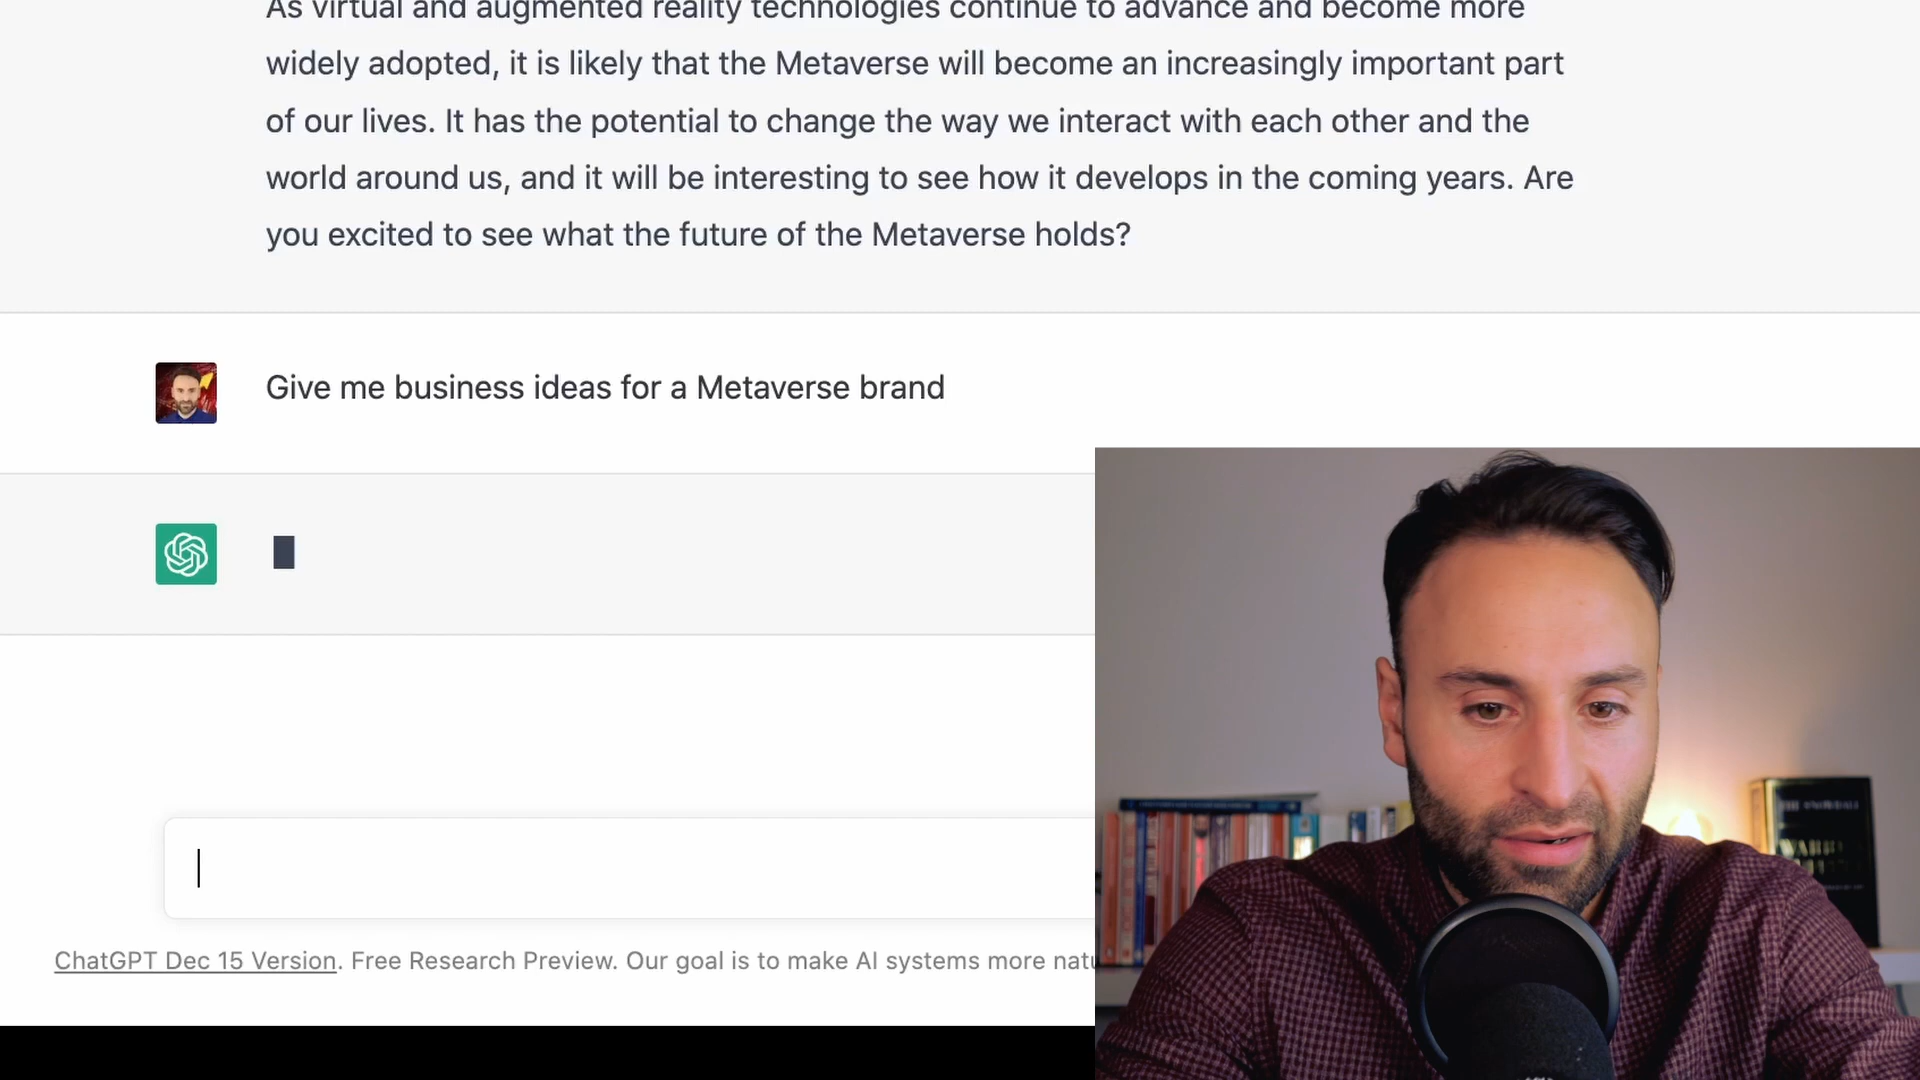 As virtual and augmented reality technologies continue to advance and become more
widely adopted, it is likely that the Metaverse will become an increasingly important part
of our lives. It has the potential to change the way we interact with each other and the
world around us, and it will be interesting to see how it develops in the coming years. Are
you excited to see what the future of the Metaverse holds?
Give me business ideas for a Metaverse brand
ChatGPT Dec 15 Version. Free Research Preview. Our goal is to make AI systems more natu